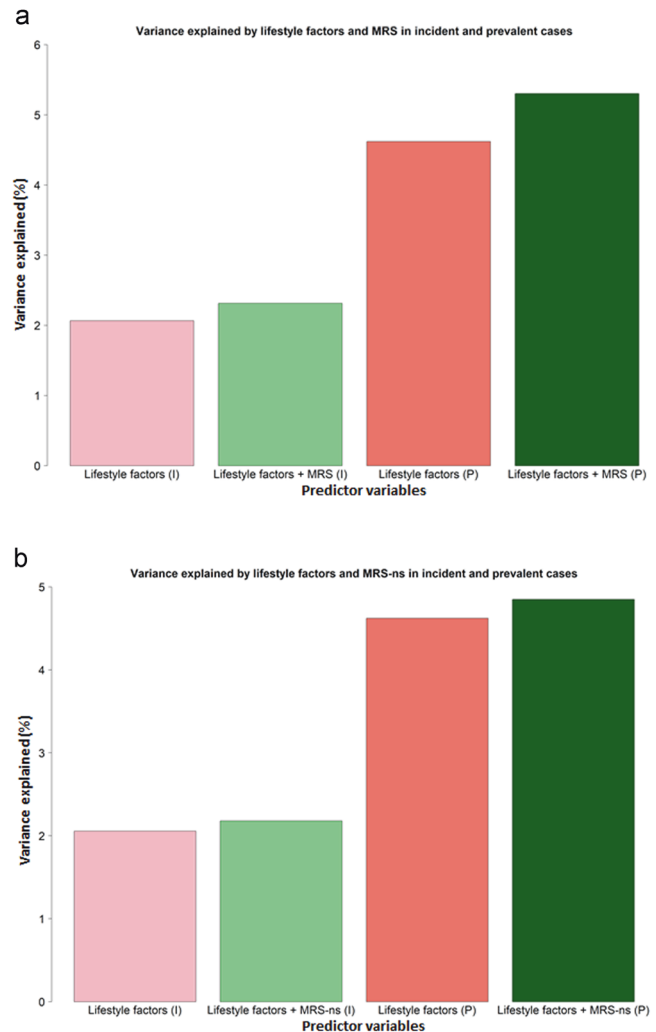 a
Variance explained by lifestyle factors and MRS in incident and prevalent cases
6
5
4
3
2
1
0
Variance explained (%)
Lifestyle factors (I) Lifestyle factors + MRS (I) Lifestyle factors (P) Lifestyle factors + MRS (P)
Predictor variables
b
Variance explained by lifestyle factors and MRS-ns in incident and prevalent cases
5
4
3
2
1
0
Variance explained (%)
Lifestyle factors (I) Lifestyle factors + MRS-ns (I) Lifestyle factors (P) Lifestyle factors + MRS-ns (P)
Predictor variables